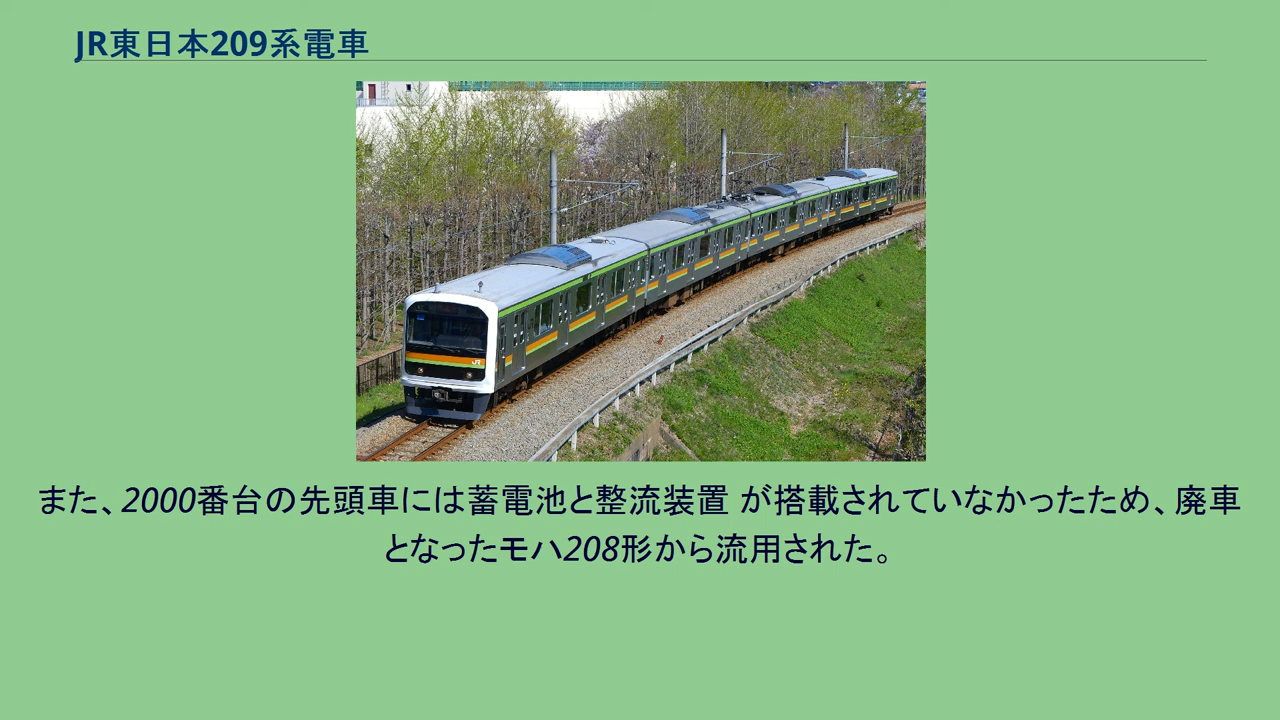 JR東日本209系電車
JR
また、2000番台の先頭車には蓄電池と整流装置 が搭載されていなかったため、廃車
となったモハ208形から流用された。